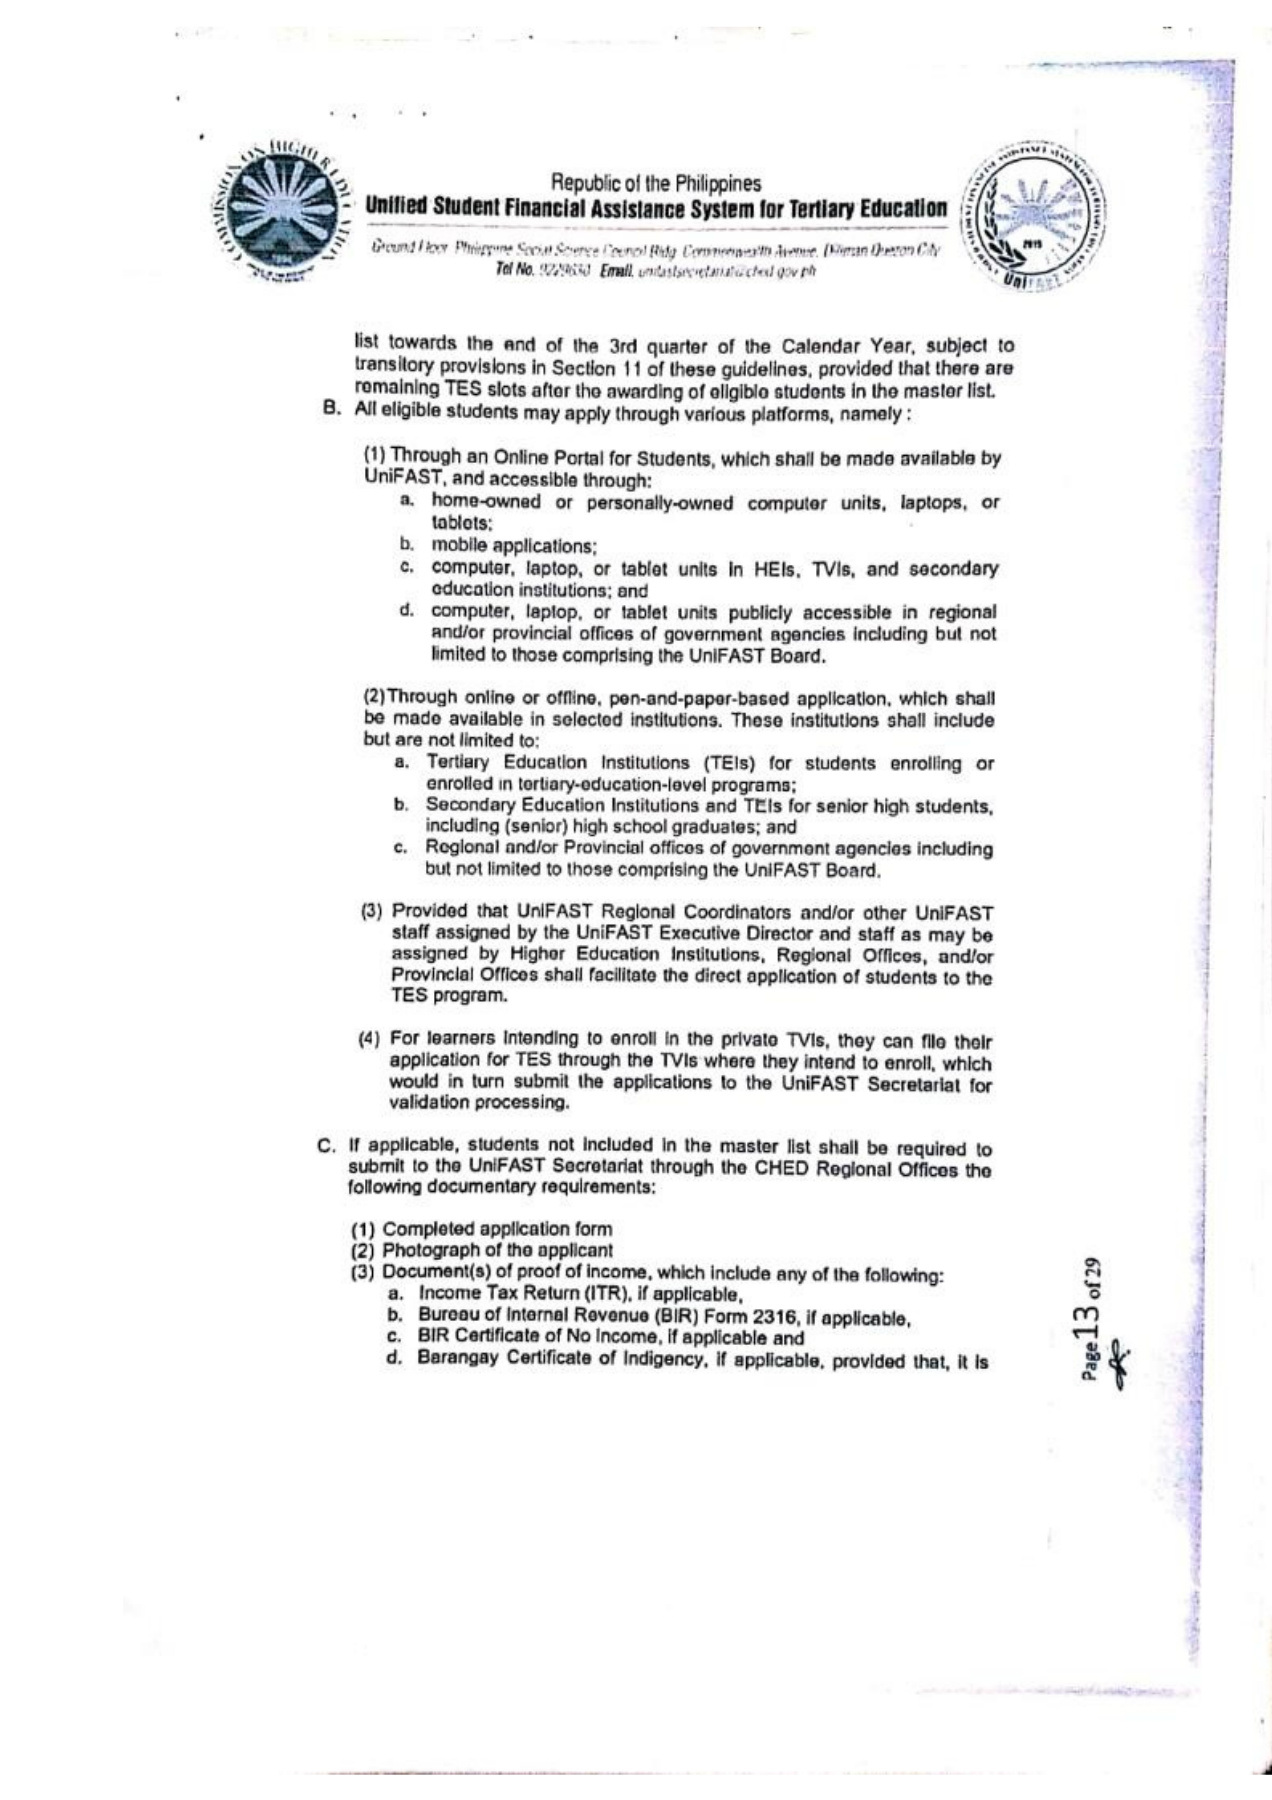 COMMISSION ON HIGHER EDUCATION
Republic of the Philippines
Unified Student Financial Assistance System for Tertiary Education
Ground Floor Philippine Social Science Council Bldg Commonwealth Avenue, Diliman Quezon City
Tel No. Email.
2015
UniFAST
list towards the end of the 3rd quarter of the Calendar Year, subject to
transitory provisions in Section 11 of these guidelines, provided that there are
remaining TES slots after the awarding of eligible students in the master list.
B. All eligible students may apply through various platforms, namely :
(1) Through an Online Portal for Students, which shall be made available by
UniFAST, and accessible through:
a. home-owned or personally-owned computer units, laptops, or
tablets;
b. mobile applications;
c. computer, laptop, or tablet units in HEIs, TVIs, and secondary
education institutions; and
d. computer, laptop, or tablet units publicly accessible in regional
and/or provincial offices of government agencies including but not
limited to those comprising the UniFAST Board.
(2)Through online or offline, pen-and-paper-based application, which shall
be made available in selected institutions. These institutions shall include
but are not limited to:
a. Tertiary Education Institutions (TEIs) for students enrolling or
enrolled in tertiary-education-level programs;
b. Secondary Education Institutions and TEIs for senior high students,
including (senior) high school graduates; and
c. Regional and/or Provincial offices of government agencies including
but not limited to those comprising the UniFAST Board.
(3) Provided that UniFAST Regional Coordinators and/or other UniFAST
staff assigned by the UniFAST Executive Director and staff as may be
assigned by Higher Education Institutions, Regional Offices, and/or
Provincial Offices shall facilitate the direct application of students to the
TES program.
(4) For learners intending to enroll in the private TVIs, they can file their
application for TES through the TVIs where they intend to enroll, which
would in turn submit the applications to the UniFAST Secretariat for
validation processing.
C. If applicable, students not included in the master list shall be required to
submit to the UniFAST Secretariat through the CHED Regional Offices the
following documentary requirements:
(1) Completed application form
(2) Photograph of the applicant
(3) Document(s) of proof of income, which include any of the following:
a. Income Tax Return (ITR), if applicable,
b. Bureau of Internal Revenue (BIR) Form 2316, if applicable,
c. BIR Certificate of No Income, if applicable and
d. Barangay Certificate of Indigency, if applicable, provided that, it is
Page 13 of 29